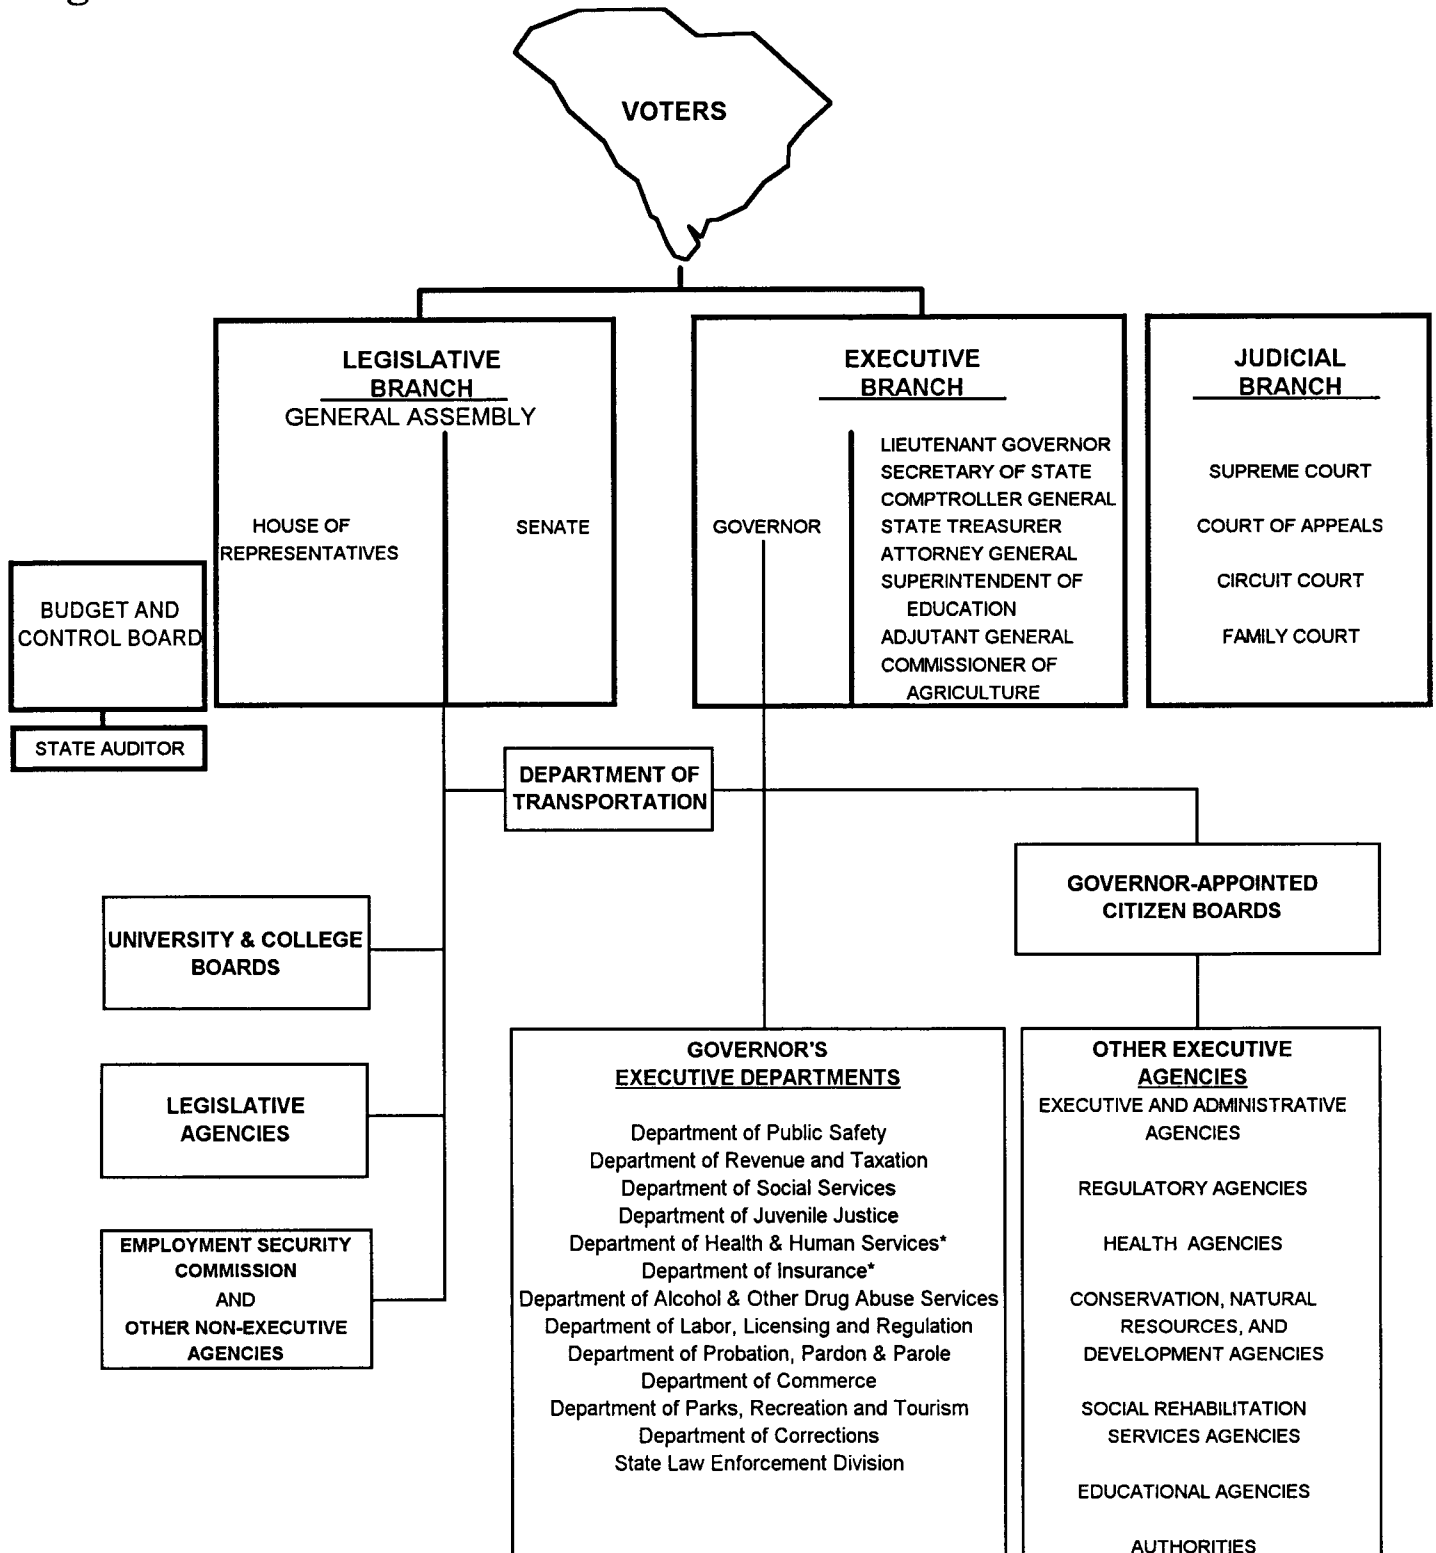 VOTERS
LEGISLATIVE
BRANCH
GENERAL ASSEMBLY
HOUSE OF
REPRESENTATIVES
SENATE
EXECUTIVE
BRANCH
GOVERNOR
LIEUTENANT GOVERNOR
SECRETARY OF STATE
COMPTROLLER GENERAL
STATE TREASURER
ATTORNEY GENERAL
SUPERINTENDENT OF
EDUCATION
ADJUTANT GENERAL
COMMISSIONER OF
AGRICULTURE
JUDICIAL
BRANCH
SUPREME COURT
COURT OF APPEALS
CIRCUIT COURT
FAMILY COURT
BUDGET AND
CONTROL BOARD
STATE AUDITOR
DEPARTMENT OF
TRANSPORTATION
GOVERNOR-APPOINTED
CITIZEN BOARDS
UNIVERSITY & COLLEGE
BOARDS
LEGISLATIVE
AGENCIES
EMPLOYMENT SECURITY
COMMISSION
AND
OTHER NON-EXECUTIVE
AGENCIES
GOVERNOR'S
EXECUTIVE DEPARTMENTS
Department of Public Safety
Department of Revenue and Taxation
Department of Social Services
Department of Juvenile Justice
Department of Health & Human Services*
Department of Insurance*
Department of Alcohol & Other Drug Abuse Services
Department of Labor, Licensing and Regulation
Department of Probation, Pardon & Parole
Department of Commerce
Department of Parks, Recreation and Tourism
Department of Corrections
State Law Enforcement Division
OTHER EXECUTIVE
AGENCIES
EXECUTIVE AND ADMINISTRATIVE
AGENCIES
REGULATORY AGENCIES
HEALTH AGENCIES
CONSERVATION, NATURAL
RESOURCES, AND
DEVELOPMENT AGENCIES
SOCIAL REHABILITATION
SERVICES AGENCIES
EDUCATIONAL AGENCIES
AUTHORITIES